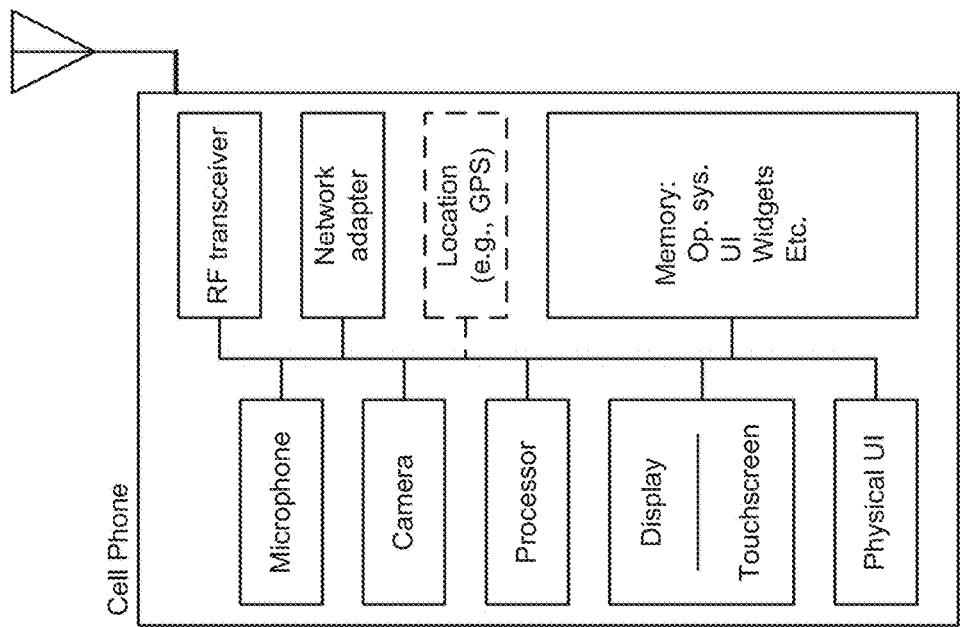 Cell Phone
Microphone
Camera
Processor
Display
Touchscreen
Physical UI
RF transceiver
Network
adapter
Location
(e.g., GPS)
Memory:
Op. sys.
UI
Widgets
Etc.